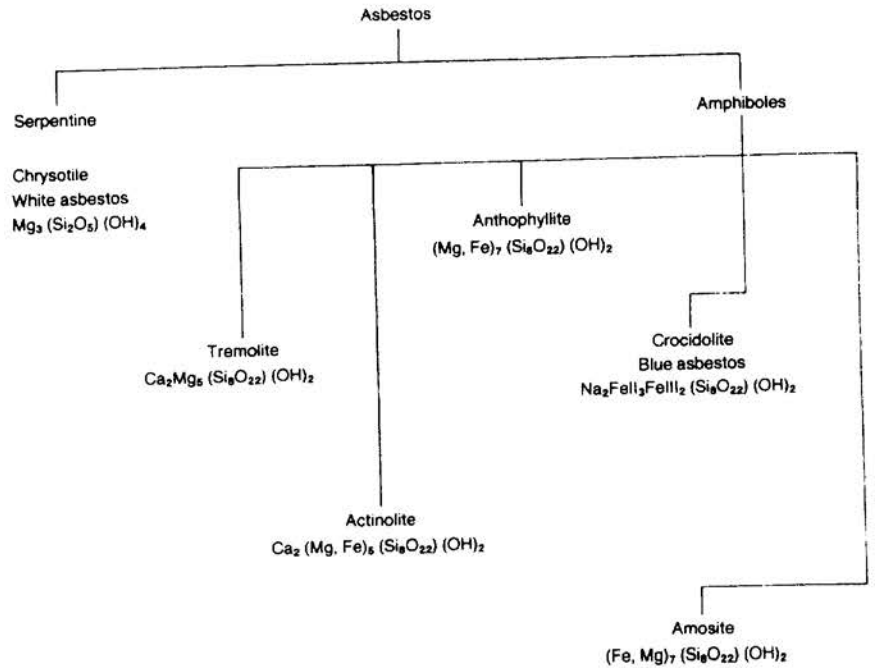 Asbestos
Serpentine
Amphiboles
Chrysotile
White asbestos
Mg₃ (Si₂O₅) (OH)₄
Anthophyllite
(Mg, Fe)₇ (Si₈O₂₂) (OH)₂
Tremolite
Ca₂Mg₅ (Si₈O₂₂) (OH)₂
Crocidolite
Blue asbestos
Na₂FeII₃FeIII₂ (Si₈O₂₂) (OH)₂
Actinolite
Ca₂ (Mg, Fe)₅ (Si₈O₂₂) (OH)₂
Amosite
(Fe, Mg)₇ (Si₈O₂₂) (OH)₂